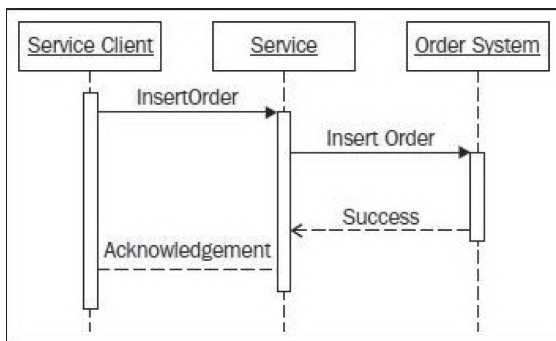 Service Client
Service
Order System
InsertOrder
Insert Order
Success
Acknowledgement